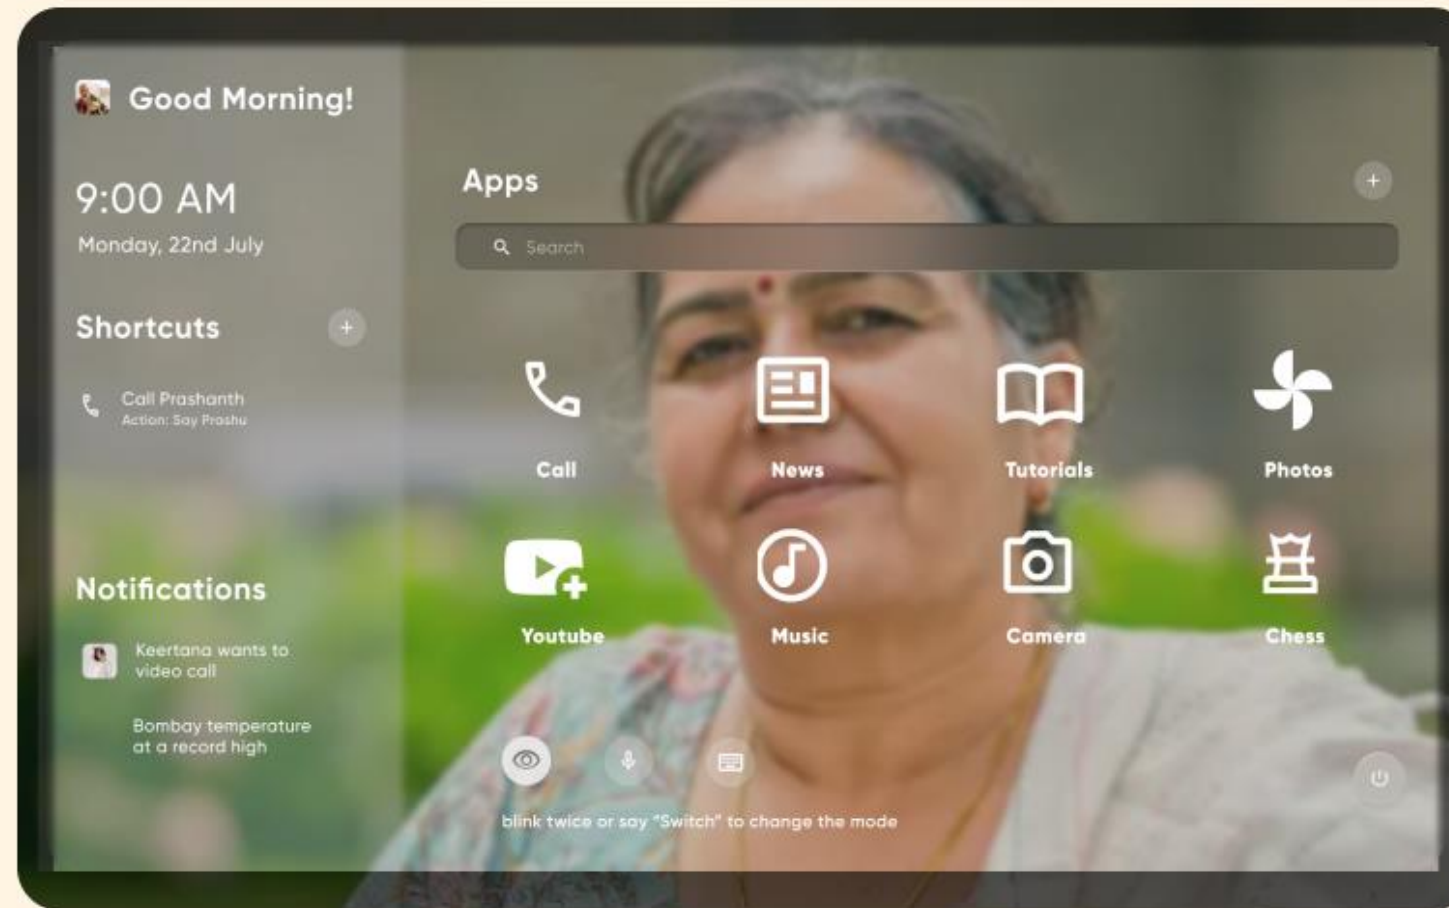 Good Morning!
9:00 AM
Monday, 22nd July
Shortcuts
+
Call Prashanth
Action: Say Prashu
Notifications
Keertana wants to
video call
Bombay temperature
at a record high
Apps
+
Search
Call
News
Tutorials
Photos
Youtube
Music
Camera
Chess
blink twice or say "Switch" to change the mode